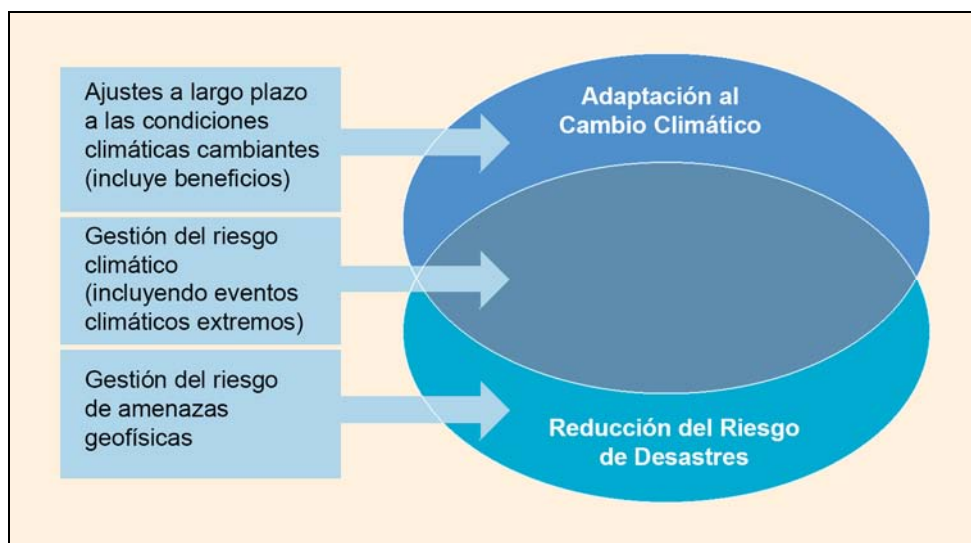 Ajustes a largo plazo
a las condiciones
climáticas cambiantes
(incluye beneficios)
Gestión del riesgo
climático
(incluyendo eventos
climáticos extremos)
Gestión del riesgo
de amenazas
geofísicas
Adaptación al
Cambio Climático
Reducción del Riesgo
de Desastres